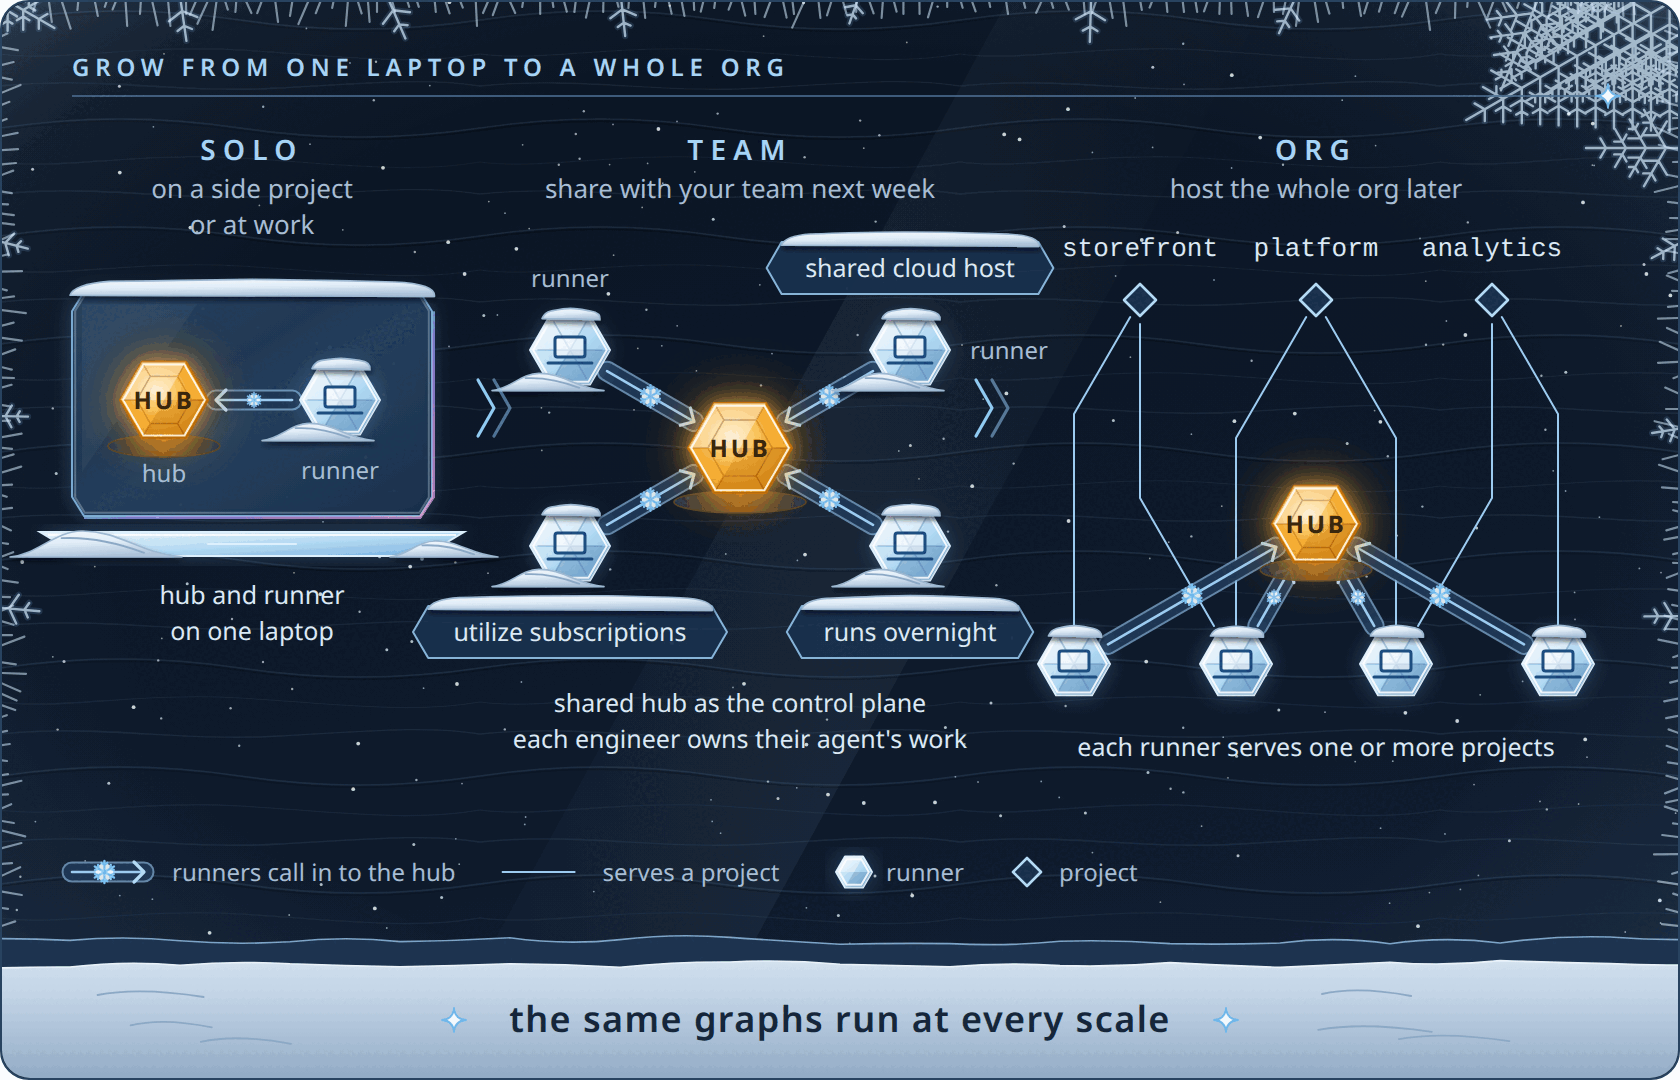 GROW FROM ONE LAPTOP TO A WHOLE ORG
SOLO
on a side project
or at work
HUB
hub
runner
hub and runner
on one laptop
TEAM
share with your team next week
shared cloud host
runner
runner
HUB
utilize subscriptions
runs overnight
shared hub as the control plane
each engineer owns their agent's work
ORG
host the whole org later
storefront platform analytics
HUB
each runner serves one or more projects
runners call in to the hub
serves a project
runner
project
the same graphs run at every scale